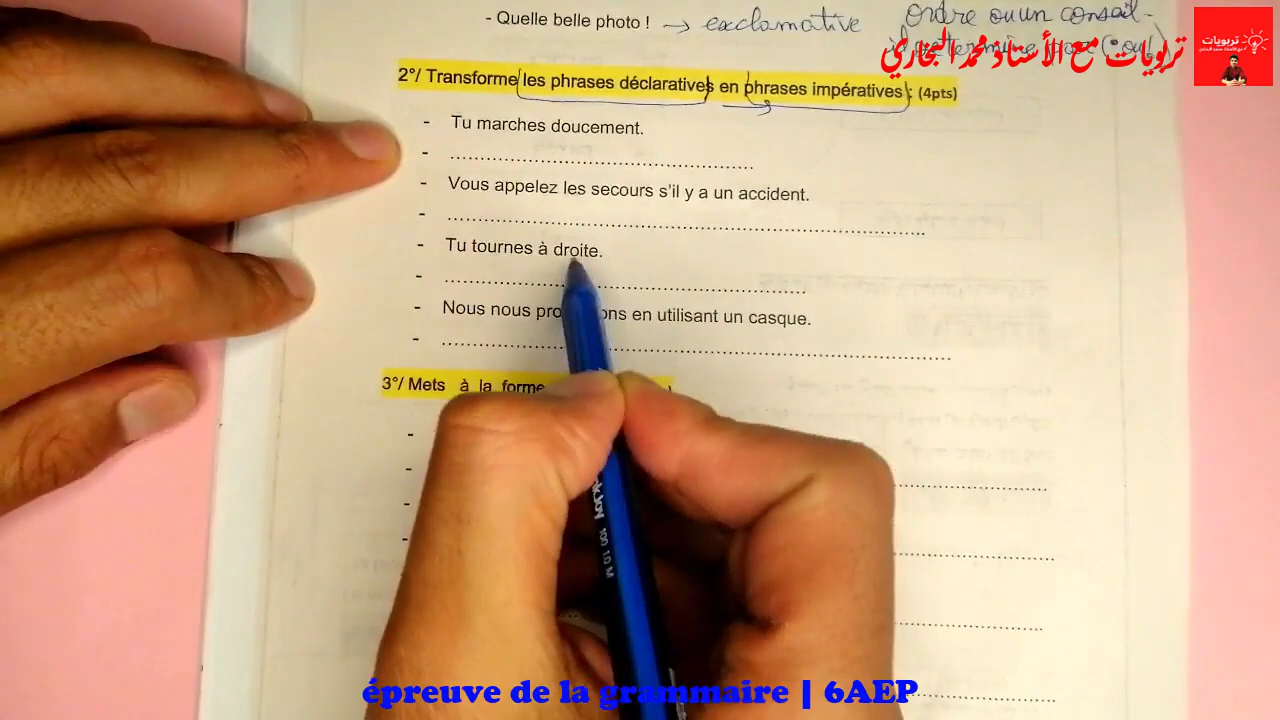 - Quelle belle photo ! → exclamative
ordre ou un conseil.
تربويات مع الأستاذ محمد البخاري
تربويات
2°/ Transforme les phrases déclaratives en phrases impératives : (4pts)
- Tu marches doucement.
- ……………………………………………
- Vous appelez les secours s'il y a un accident.
- ……………………………………………………………………
- Tu tournes à droite.
- ……………………………………………………
- Nous nous ons en utilisant un casque.
- ……………………………………………………………………………
3°/ Mets à la forme
-
-
-
-
épreuve de la grammaire | 6AEP